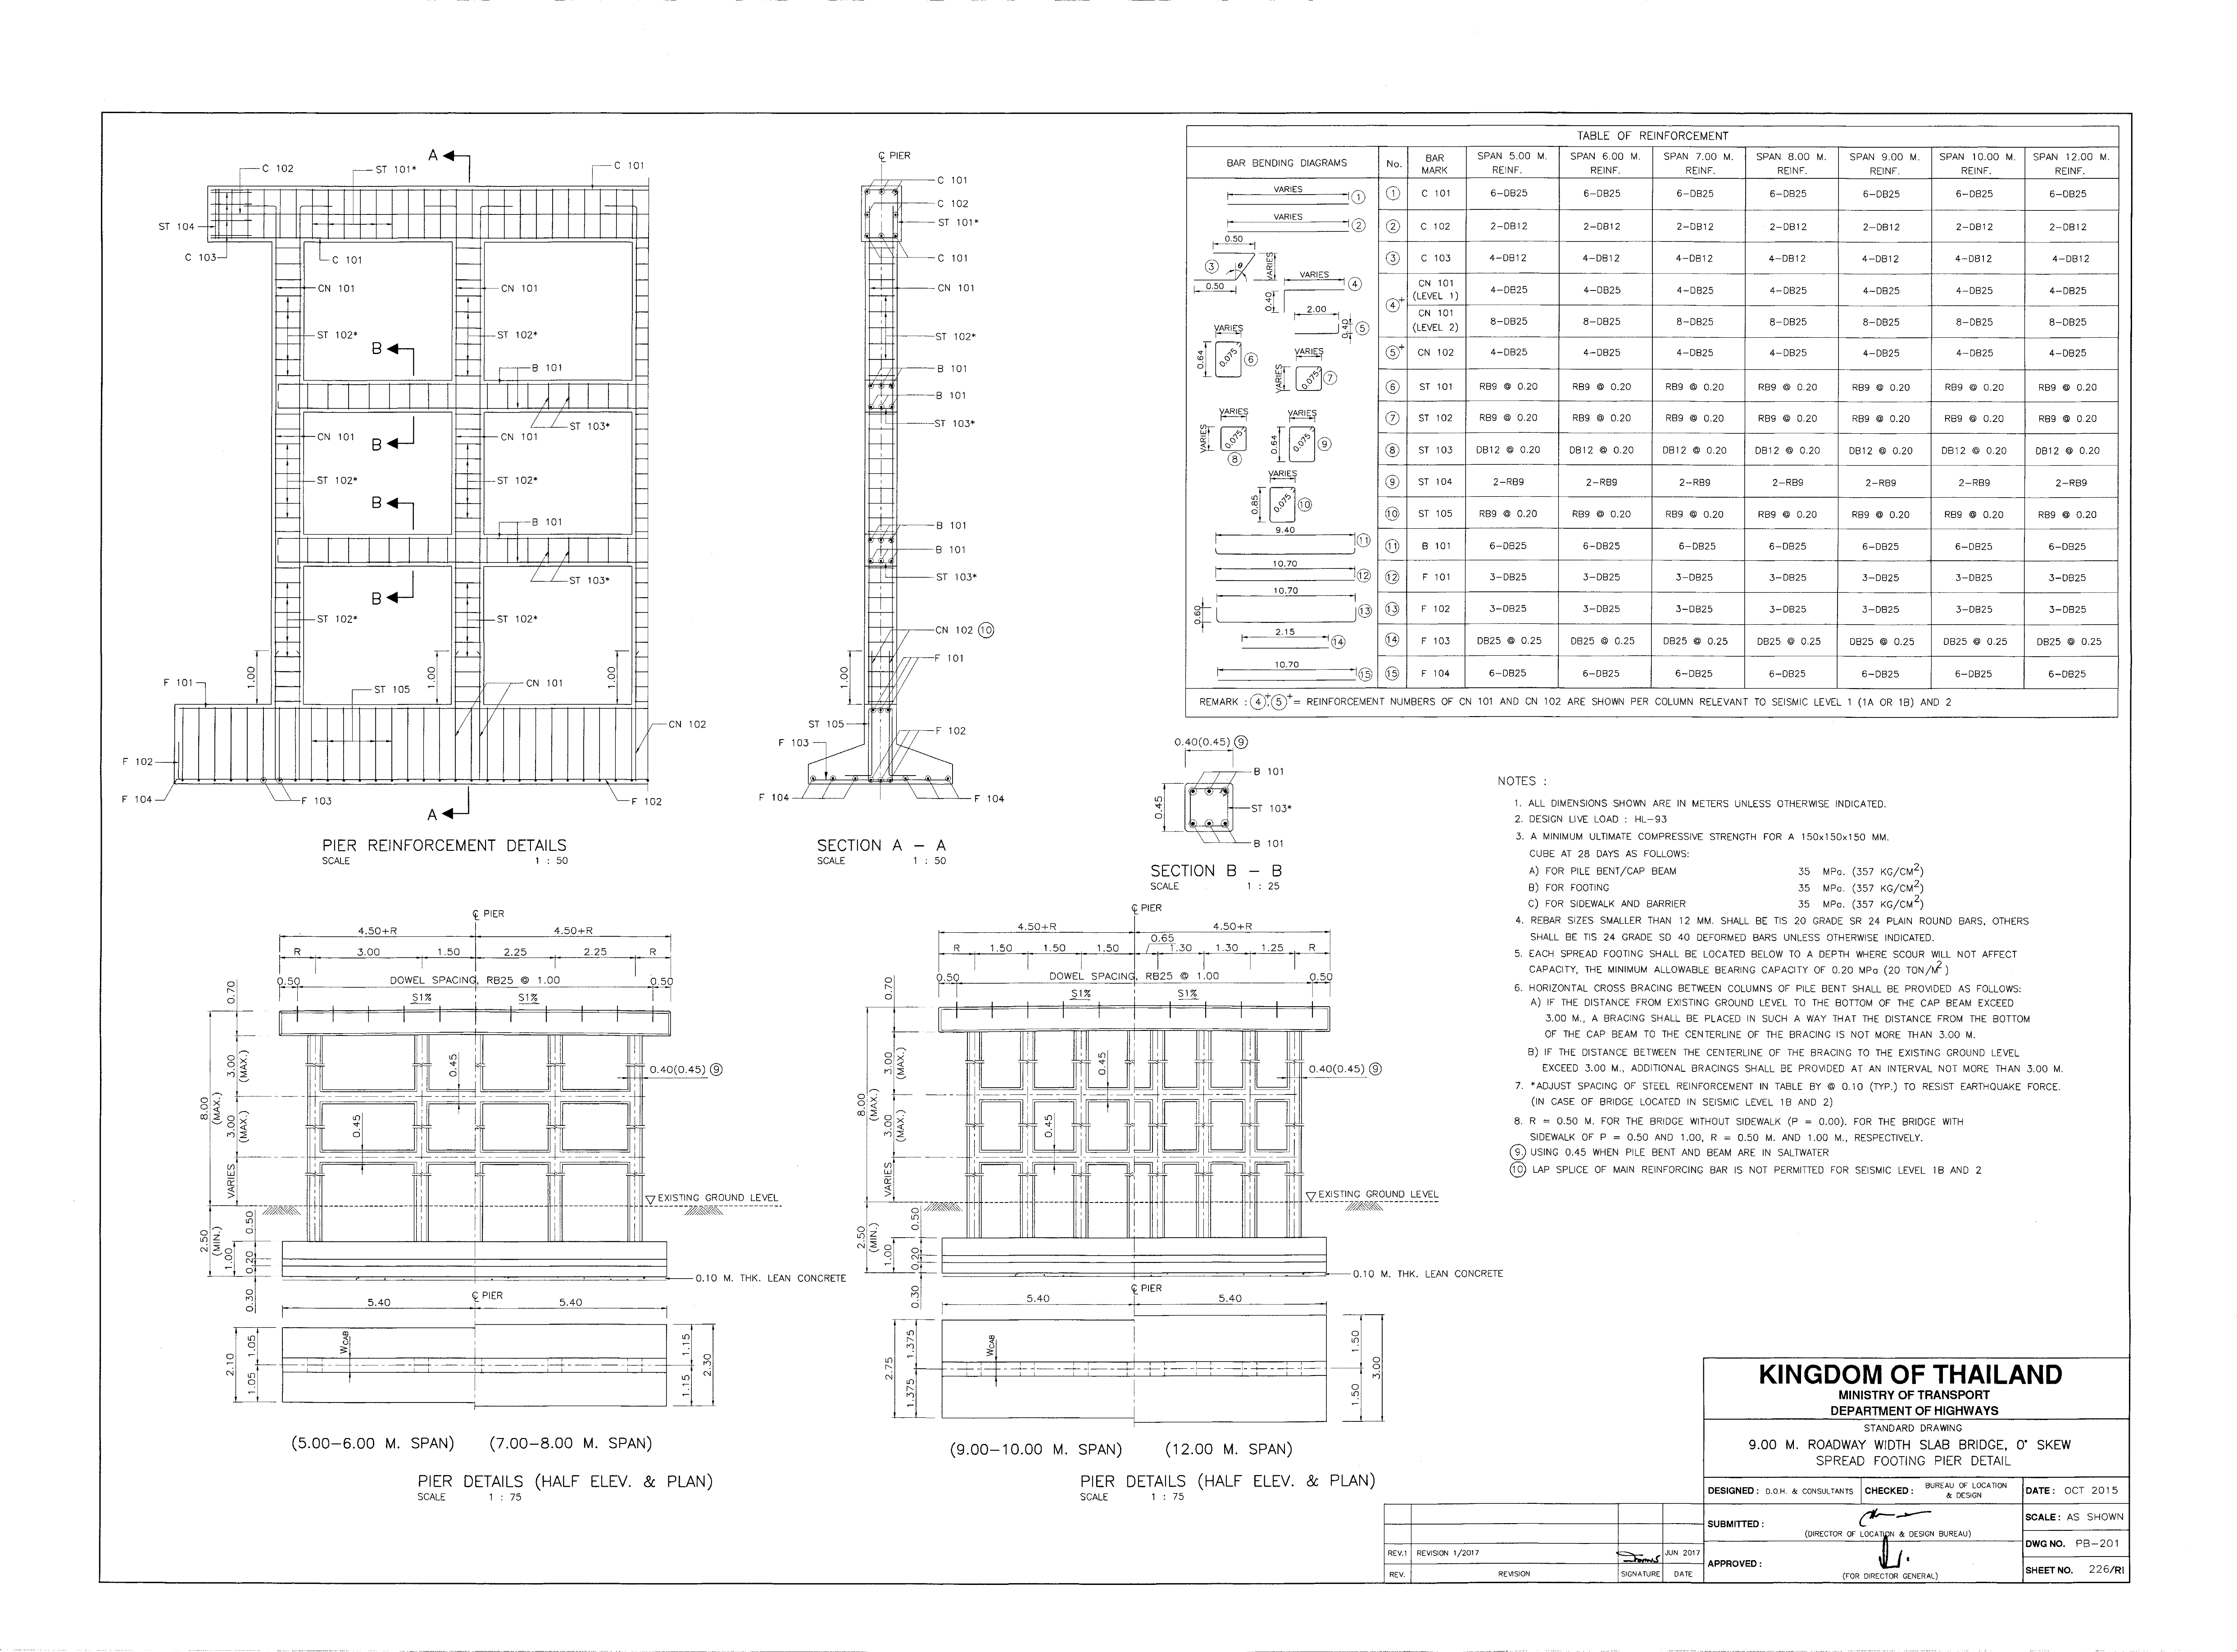 A
C 102
ST 101*
C 101
ST 104
C 103
C 101
CN 101
CN 101
ST 102*
ST 102*
B
B 101
ST 103*
CN 101
CN 101
B
ST 102*
ST 102*
B
B 101
ST 103*
B
ST 102*
ST 102*
1.00
1.00
1.00
F 101
ST 105
CN 101
CN 102
F 102
F 104
F 103
F 102
A
PIER REINFORCEMENT DETAILS
SCALE 1 : 50
℄ PIER
C 101
C 102
ST 101*
C 101
CN 101
ST 102*
B 101
B 101
ST 103*
B 101
B 101
ST 103*
CN 102 ⑩
F 101
1.00
ST 105
F 103
F 102
F 104
F 104
SECTION A – A
SCALE 1 : 50
0.40(0.45) ⑨
B 101
0.45
ST 103*
B 101
SECTION B – B
SCALE 1 : 25
TABLE OF REINFORCEMENT
BAR BENDING DIAGRAMS No. BAR MARK SPAN 5.00 M. REINF. SPAN 6.00 M. REINF. SPAN 7.00 M. REINF. SPAN 8.00 M. REINF. SPAN 9.00 M. REINF. SPAN 10.00 M. REINF. SPAN 12.00 M. REINF.
① C 101 6-DB25 6-DB25 6-DB25 6-DB25 6-DB25 6-DB25 6-DB25
② C 102 2-DB12 2-DB12 2-DB12 2-DB12 2-DB12 2-DB12 2-DB12
③ C 103 4-DB12 4-DB12 4-DB12 4-DB12 4-DB12 4-DB12 4-DB12
④+ CN 101 (LEVEL 1) 4-DB25 4-DB25 4-DB25 4-DB25 4-DB25 4-DB25 4-DB25
CN 101 (LEVEL 2) 8-DB25 8-DB25 8-DB25 8-DB25 8-DB25 8-DB25 8-DB25
⑤+ CN 102 4-DB25 4-DB25 4-DB25 4-DB25 4-DB25 4-DB25 4-DB25
⑥ ST 101 RB9 @ 0.20 RB9 @ 0.20 RB9 @ 0.20 RB9 @ 0.20 RB9 @ 0.20 RB9 @ 0.20 RB9 @ 0.20
⑦ ST 102 RB9 @ 0.20 RB9 @ 0.20 RB9 @ 0.20 RB9 @ 0.20 RB9 @ 0.20 RB9 @ 0.20 RB9 @ 0.20
⑧ ST 103 DB12 @ 0.20 DB12 @ 0.20 DB12 @ 0.20 DB12 @ 0.20 DB12 @ 0.20 DB12 @ 0.20 DB12 @ 0.20
⑨ ST 104 2-RB9 2-RB9 2-RB9 2-RB9 2-RB9 2-RB9 2-RB9
⑩ ST 105 RB9 @ 0.20 RB9 @ 0.20 RB9 @ 0.20 RB9 @ 0.20 RB9 @ 0.20 RB9 @ 0.20 RB9 @ 0.20
⑪ B 101 6-DB25 6-DB25 6-DB25 6-DB25 6-DB25 6-DB25 6-DB25
⑫ F 101 3-DB25 3-DB25 3-DB25 3-DB25 3-DB25 3-DB25 3-DB25
⑬ F 102 3-DB25 3-DB25 3-DB25 3-DB25 3-DB25 3-DB25 3-DB25
⑭ F 103 DB25 @ 0.25 DB25 @ 0.25 DB25 @ 0.25 DB25 @ 0.25 DB25 @ 0.25 DB25 @ 0.25 DB25 @ 0.25
⑮ F 104 6-DB25 6-DB25 6-DB25 6-DB25 6-DB25 6-DB25 6-DB25
VARIES ①
VARIES ②
0.50 ③ θ VARIES 0.50
VARIES ④ 0.40
2.00 0.40 ⑤
VARIES 0.64 0.075 ⑥
VARIES VARIES 0.075 ⑦
VARIES VARIES 0.075 ⑧
VARIES 0.64 0.075 ⑨
VARIES 0.85 0.075 ⑩
9.40 ⑪
10.70 ⑫
10.70 0.60 ⑬
2.15 ⑭
10.70 ⑮
REMARK : ④+,⑤+ = REINFORCEMENT NUMBERS OF CN 101 AND CN 102 ARE SHOWN PER COLUMN RELEVANT TO SEISMIC LEVEL 1 (1A OR 1B) AND 2
NOTES :
1. ALL DIMENSIONS SHOWN ARE IN METERS UNLESS OTHERWISE INDICATED.
2. DESIGN LIVE LOAD : HL-93
3. A MINIMUM ULTIMATE COMPRESSIVE STRENGTH FOR A 150x150x150 MM.
CUBE AT 28 DAYS AS FOLLOWS:
A) FOR PILE BENT/CAP BEAM 35 MPa. (357 KG/CM²)
B) FOR FOOTING 35 MPa. (357 KG/CM²)
C) FOR SIDEWALK AND BARRIER 35 MPa. (357 KG/CM²)
4. REBAR SIZES SMALLER THAN 12 MM. SHALL BE TIS 20 GRADE SR 24 PLAIN ROUND BARS, OTHERS
SHALL BE TIS 24 GRADE SD 40 DEFORMED BARS UNLESS OTHERWISE INDICATED.
5. EACH SPREAD FOOTING SHALL BE LOCATED BELOW TO A DEPTH WHERE SCOUR WILL NOT AFFECT
CAPACITY, THE MINIMUM ALLOWABLE BEARING CAPACITY OF 0.20 MPa (20 TON/M²)
6. HORIZONTAL CROSS BRACING BETWEEN COLUMNS OF PILE BENT SHALL BE PROVIDED AS FOLLOWS:
A) IF THE DISTANCE FROM EXISTING GROUND LEVEL TO THE BOTTOM OF THE CAP BEAM EXCEED
3.00 M., A BRACING SHALL BE PLACED IN SUCH A WAY THAT THE DISTANCE FROM THE BOTTOM
OF THE CAP BEAM TO THE CENTERLINE OF THE BRACING IS NOT MORE THAN 3.00 M.
B) IF THE DISTANCE BETWEEN THE CENTERLINE OF THE BRACING TO THE EXISTING GROUND LEVEL
EXCEED 3.00 M., ADDITIONAL BRACINGS SHALL BE PROVIDED AT AN INTERVAL NOT MORE THAN 3.00 M.
7. *ADJUST SPACING OF STEEL REINFORCEMENT IN TABLE BY @ 0.10 (TYP.) TO RESIST EARTHQUAKE FORCE.
(IN CASE OF BRIDGE LOCATED IN SEISMIC LEVEL 1B AND 2)
8. R = 0.50 M. FOR THE BRIDGE WITHOUT SIDEWALK (P = 0.00). FOR THE BRIDGE WITH
SIDEWALK OF P = 0.50 AND 1.00, R = 0.50 M. AND 1.00 M., RESPECTIVELY.
⑨ USING 0.45 WHEN PILE BENT AND BEAM ARE IN SALTWATER
⑩ LAP SPLICE OF MAIN REINFORCING BAR IS NOT PERMITTED FOR SEISMIC LEVEL 1B AND 2
℄ PIER
4.50+R 4.50+R
R 3.00 1.50 2.25 2.25 R
0.50 DOWEL SPACING, RB25 @ 1.00 0.50
S1% S1%
0.70
3.00 (MAX.)
8.00 (MAX.)
3.00 (MAX.)
VARIES
0.45
0.45
0.40(0.45) ⑨
EXISTING GROUND LEVEL
2.50 (MIN.)
0.50
1.00
0.20
0.30
0.10 M. THK. LEAN CONCRETE
℄ PIER
5.40 5.40
WCAB
2.10
1.05
1.05
1.15
1.15
2.30
(5.00-6.00 M. SPAN) (7.00-8.00 M. SPAN)
PIER DETAILS (HALF ELEV. & PLAN)
SCALE 1 : 75
℄ PIER
4.50+R 4.50+R
R 1.50 1.50 1.50 0.65 1.30 1.30 1.25 R
0.50 DOWEL SPACING, RB25 @ 1.00 0.50
S1% S1%
0.70
3.00 (MAX.)
8.00 (MAX.)
3.00 (MAX.)
VARIES
0.45
0.45
0.40(0.45) ⑨
EXISTING GROUND LEVEL
2.50 (MIN.)
0.50
1.00
0.20
0.30
0.10 M. THK. LEAN CONCRETE
℄ PIER
5.40 5.40
WCAB
2.75
1.375
1.375
1.50
1.50
3.00
(9.00-10.00 M. SPAN) (12.00 M. SPAN)
PIER DETAILS (HALF ELEV. & PLAN)
SCALE 1 : 75
KINGDOM OF THAILAND
MINISTRY OF TRANSPORT
DEPARTMENT OF HIGHWAYS
STANDARD DRAWING
9.00 M. ROADWAY WIDTH SLAB BRIDGE, 0° SKEW
SPREAD FOOTING PIER DETAIL
DESIGNED : D.O.H. & CONSULTANTS CHECKED : BUREAU OF LOCATION & DESIGN DATE : OCT 2015
SUBMITTED : (DIRECTOR OF LOCATION & DESIGN BUREAU) SCALE : AS SHOWN
DWG NO. PB-201
APPROVED : (FOR DIRECTOR GENERAL) SHEET NO. 226/R1
REV.1 REVISION 1/2017 JUN 2017
REV. REVISION SIGNATURE DATE